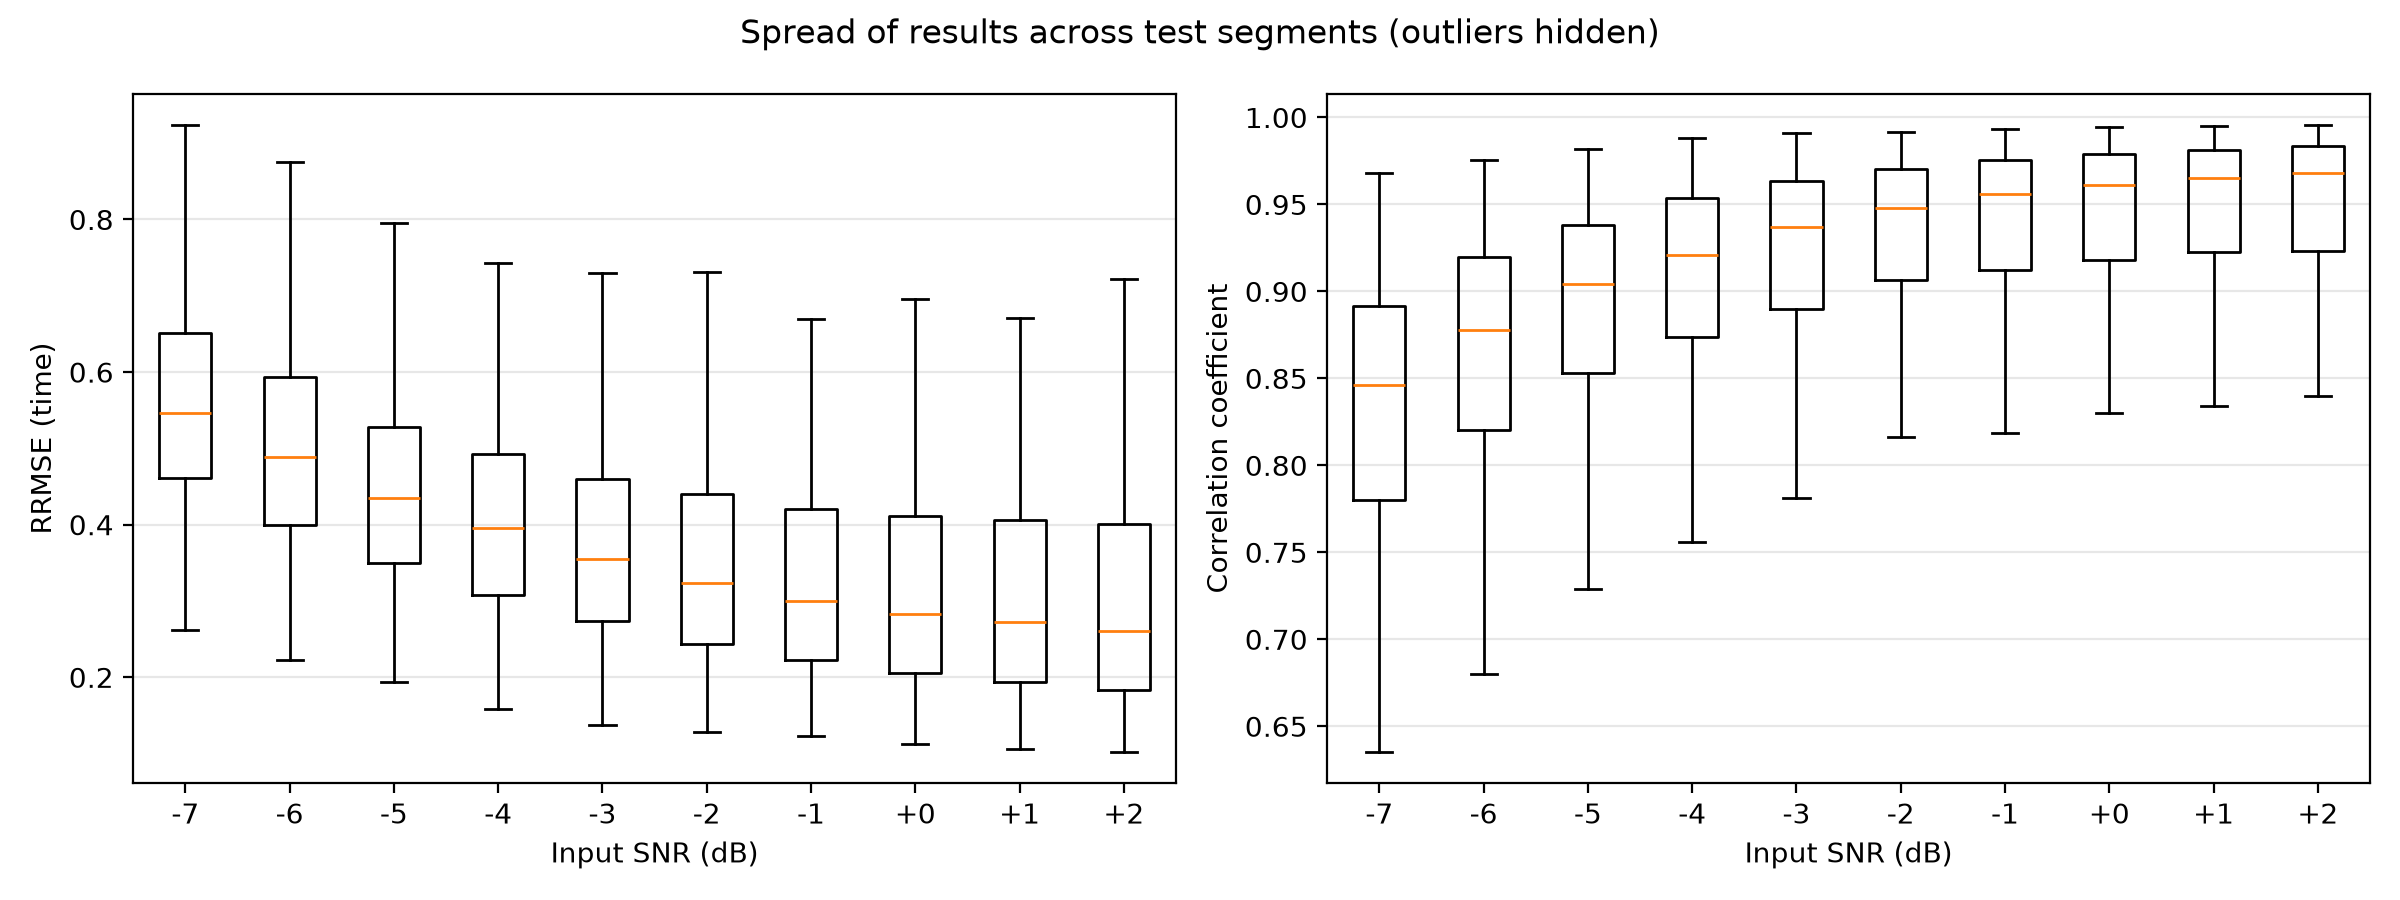 Spread of results across test segments (outliers hidden)
RRMSE (time)
0.8
0.6
0.4
0.2
-7 -6 -5 -4 -3 -2 -1 +0 +1 +2
Input SNR (dB)
Correlation coefficient
1.00
0.95
0.90
0.85
0.80
0.75
0.70
0.65
-7 -6 -5 -4 -3 -2 -1 +0 +1 +2
Input SNR (dB)